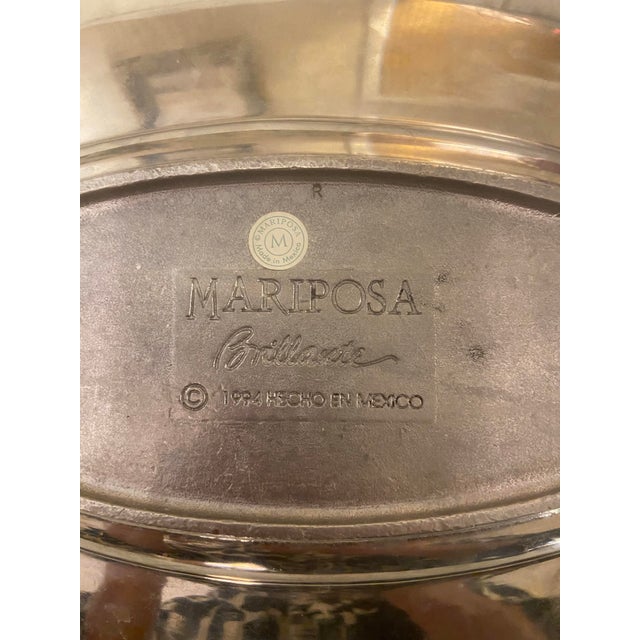 R
© MARIPOSA
M
Made in Mexico
MARIPOSA
Brillante
© 1994 HECHO EN MEXICO